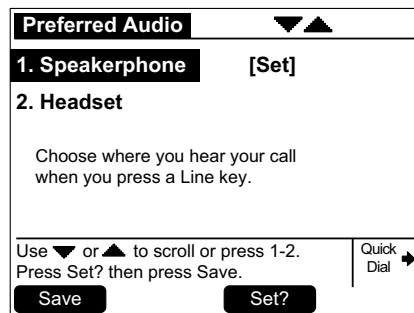 Preferred Audio ▼▲
1. Speakerphone [Set]
2. Headset
Choose where you hear your call
when you press a Line key.
Use ▼ or ▲ to scroll or press 1-2.
Press Set? then press Save.
Quick
Dial ➡
Save Set?